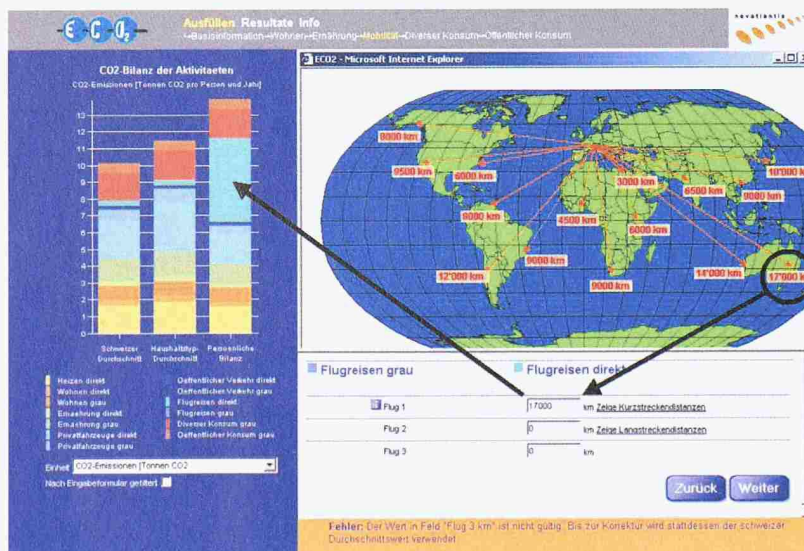 ECO2
Ausfüllen Resultate Info
Basisinformation Wohnen Ernährung Mobilität Diverser Konsum Öffentlicher Konsum
novatlantis
CO2-Bilanz der Aktivitaeten
CO2-Emissionen [Tonnen CO2 pro Person und Jahr]
13
12
11
10
9
8
7
6
5
4
3
2
1
0
Schweizer Durchschnitt
Haushaltstyp-Durchschnitt
Persoenliche Bilanz
Heizen direkt
Wohnen direkt
Wohnen grau
Ernaehrung direkt
Ernaehrung grau
Privatfahrzeuge direkt
Privatfahrzeuge grau
Oeffentlicher Verkehr direkt
Oeffentlicher Verkehr grau
Flugreisen direkt
Flugreisen grau
Diverser Konsum grau
Oeffentlicher Konsum grau
Einheit CO2-Emissionen [Tonnen CO2
Nach Eingabeformular gefiltert
ECO2 - Microsoft Internet Explorer
8000 km
9500 km
6000 km
3000 km
10'000 km
6500 km
9000 km
8000 km
4500 km
6000 km
9000 km
12'000 km
9000 km
14'000 km
17'000 k
Flugreisen grau
Flugreisen direkt
Flug 1 17000 km Zeige Kurzstreckendistanzen
Flug 2 0 km Zeige Langstreckendistanzen
Flug 3 0 km
Zurück Weiter
Fehler: Der Wert in Feld "Flug 3 km" ist nicht gültig. Bis zur Korrektur wird stattdessen der schweizer
Durchschnittswert verwendet